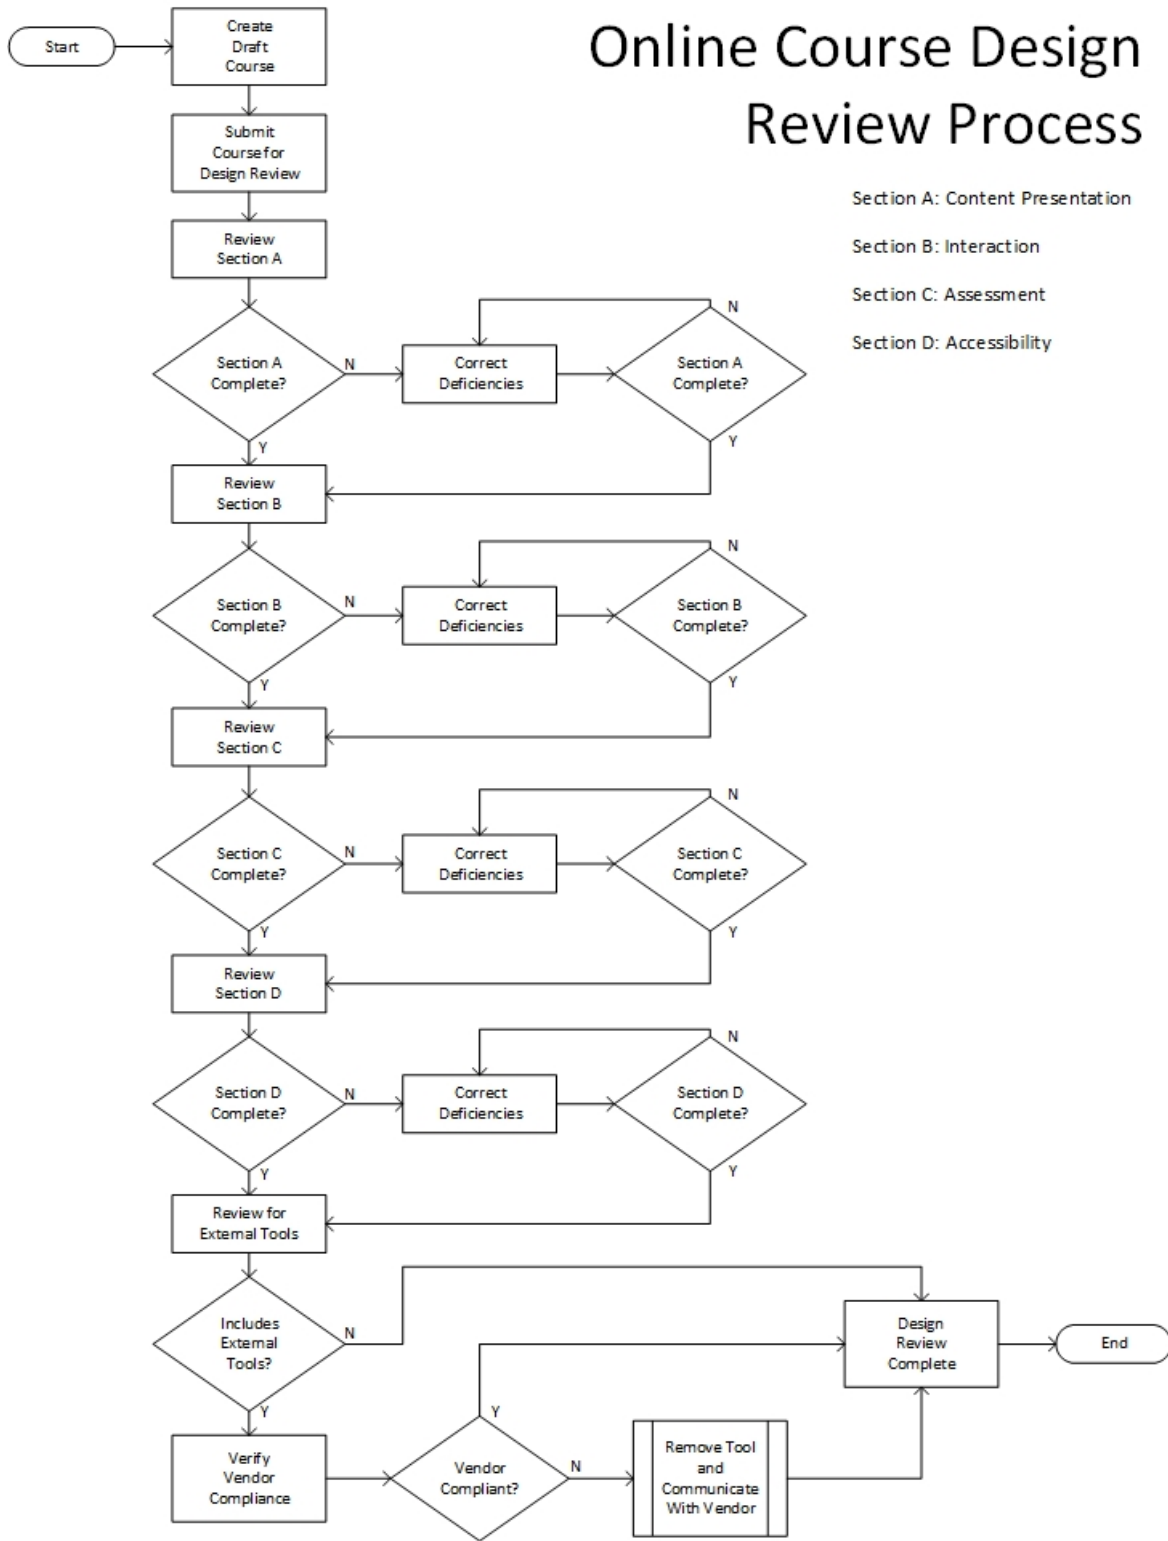 Online Course Design
Review Process
Section A: Content Presentation
Section B: Interaction
Section C: Assessment
Section D: Accessibility
Start
Create
Draft
Course
Submit
Course for
Design Review
Review
Section A
Section A
Complete?
N
Y
Correct
Deficiencies
Section A
Complete?
N
Y
Review
Section B
Section B
Complete?
N
Y
Correct
Deficiencies
Section B
Complete?
N
Y
Review
Section C
Section C
Complete?
N
Y
Correct
Deficiencies
Section C
Complete?
N
Y
Review
Section D
Section D
Complete?
N
Y
Correct
Deficiencies
Section D
Complete?
N
Y
Review for
External Tools
Includes
External
Tools?
N
Y
Verify
Vendor
Compliance
Vendor
Compliant?
Y
N
Remove Tool
and
Communicate
With Vendor
Design
Review
Complete
End